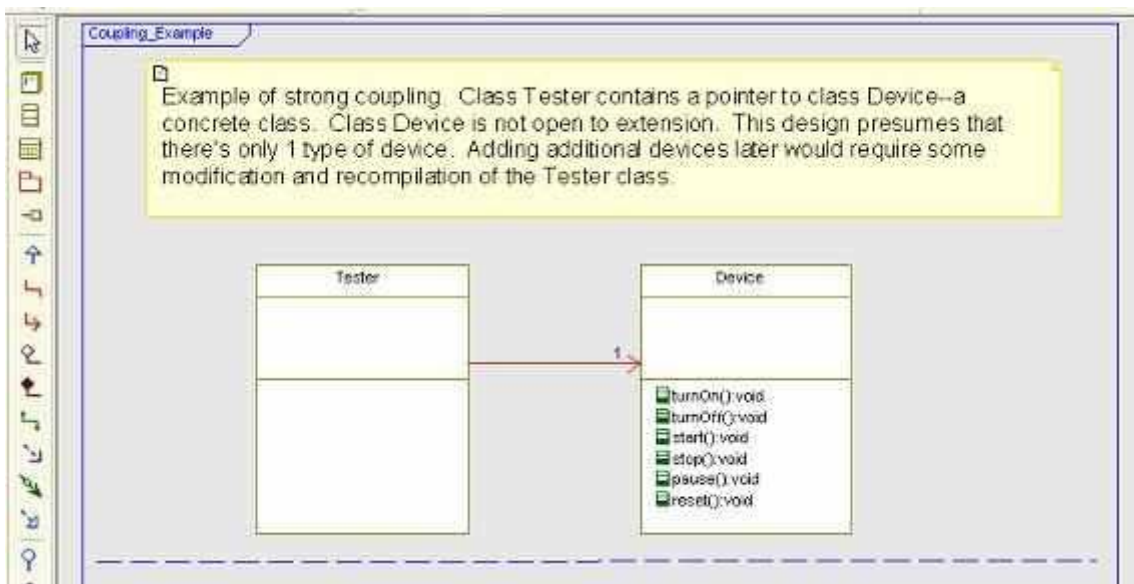 Coupling_Example
Example of strong coupling. Class Tester contains a pointer to class Device--a
concrete class. Class Device is not open to extension. This design presumes that
there's only 1 type of device. Adding additional devices later would require some
modification and recompilation of the Tester class.
Tester
Device
1
turnOn():void
turnOff():void
start():void
stop():void
pause():void
reset():void